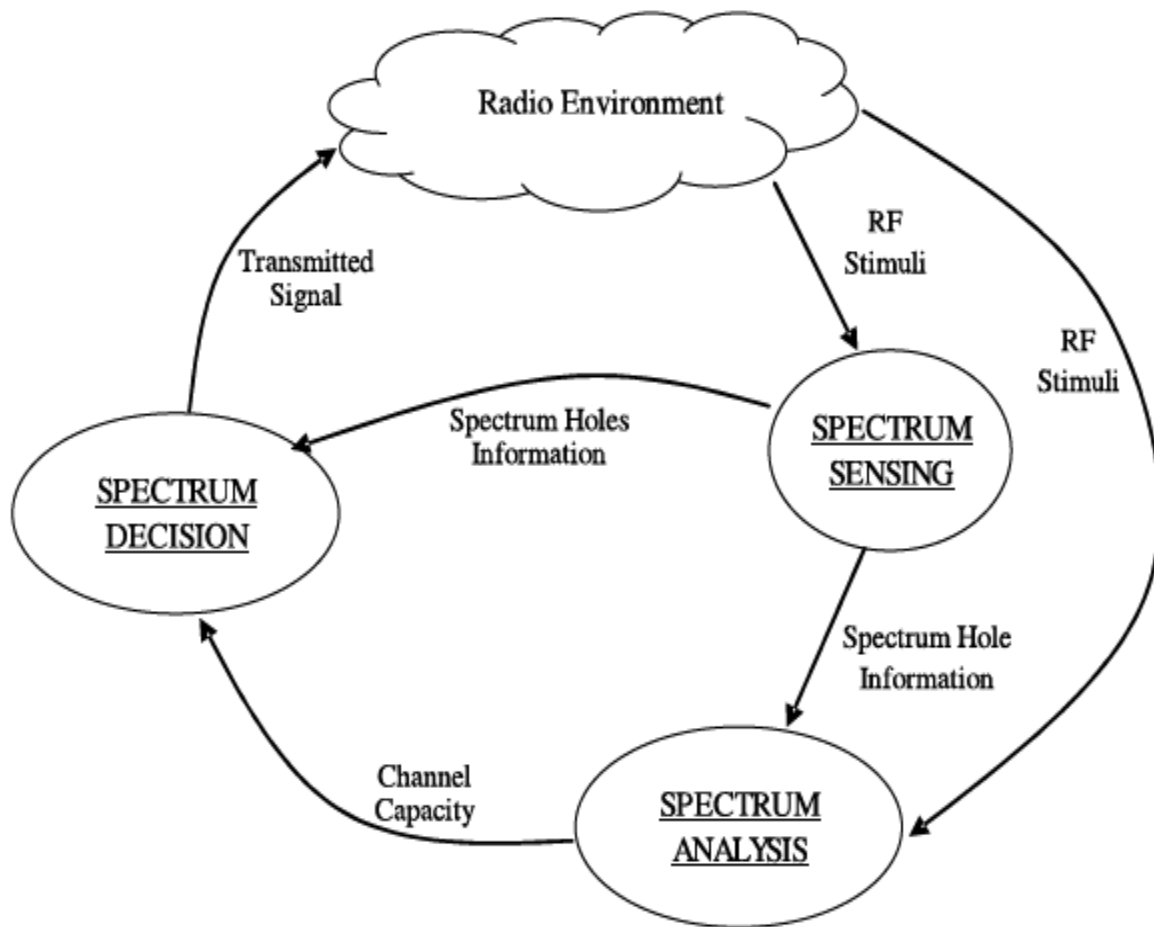 Radio Environment
RF
Stimuli
Transmitted
Signal
RF
Stimuli
Spectrum Holes
Information
SPECTRUM
SENSING
SPECTRUM
DECISION
Spectrum Hole
Information
Channel
Capacity
SPECTRUM
ANALYSIS